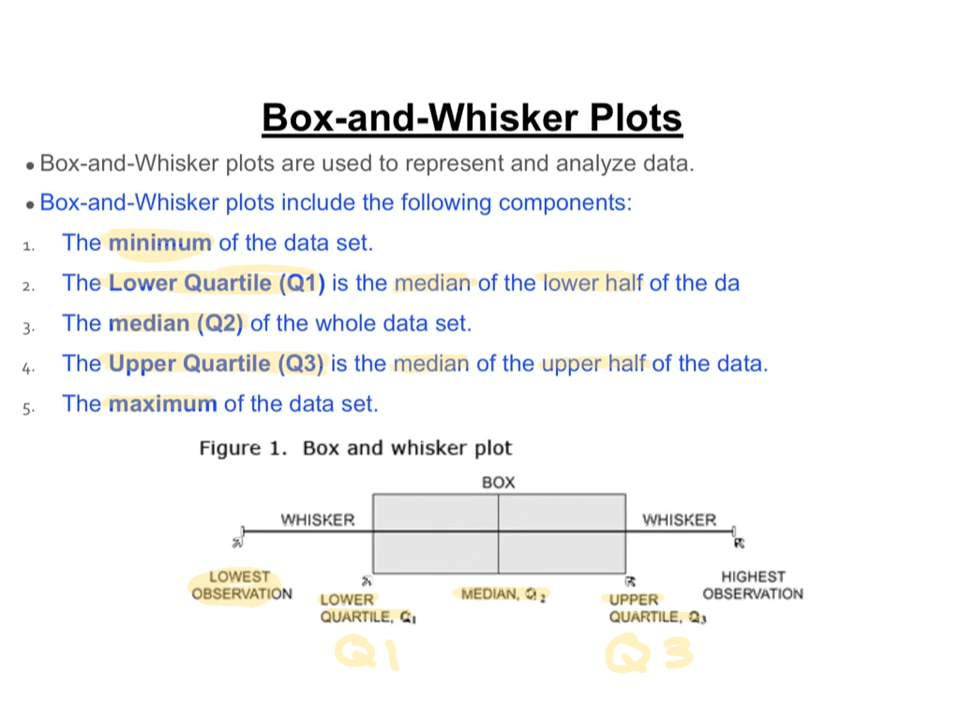 Box-and-Whisker Plots
• Box-and-Whisker plots are used to represent and analyze data.
• Box-and-Whisker plots include the following components:
1. The minimum of the data set.
2. The Lower Quartile (Q1) is the median of the lower half of the da
3. The median (Q2) of the whole data set.
4. The Upper Quartile (Q3) is the median of the upper half of the data.
5. The maximum of the data set.
Figure 1. Box and whisker plot
BOX
WHISKER WHISKER
LOWEST OBSERVATION
LOWER QUARTILE, Q1
MEDIAN, Q2
UPPER QUARTILE, Q3
HIGHEST OBSERVATION
Q1 Q3